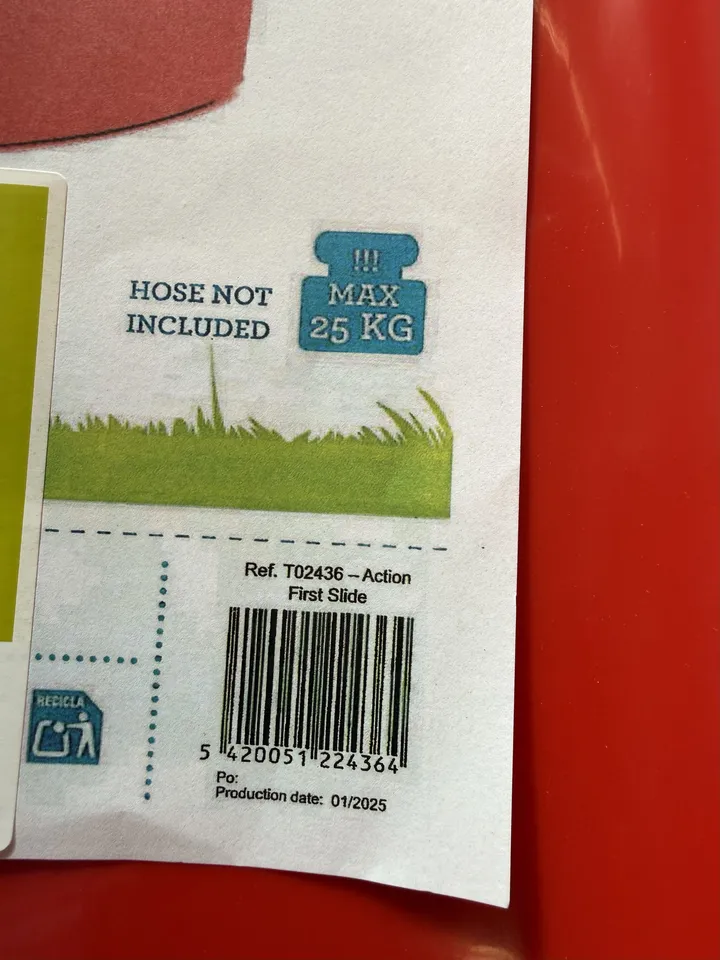 HOSE NOT
INCLUDED
!!!
MAX
25 KG
Ref. T02436 – Action
First Slide
RECICLA
5 420051 224364
Po:
Production date: 01/2025